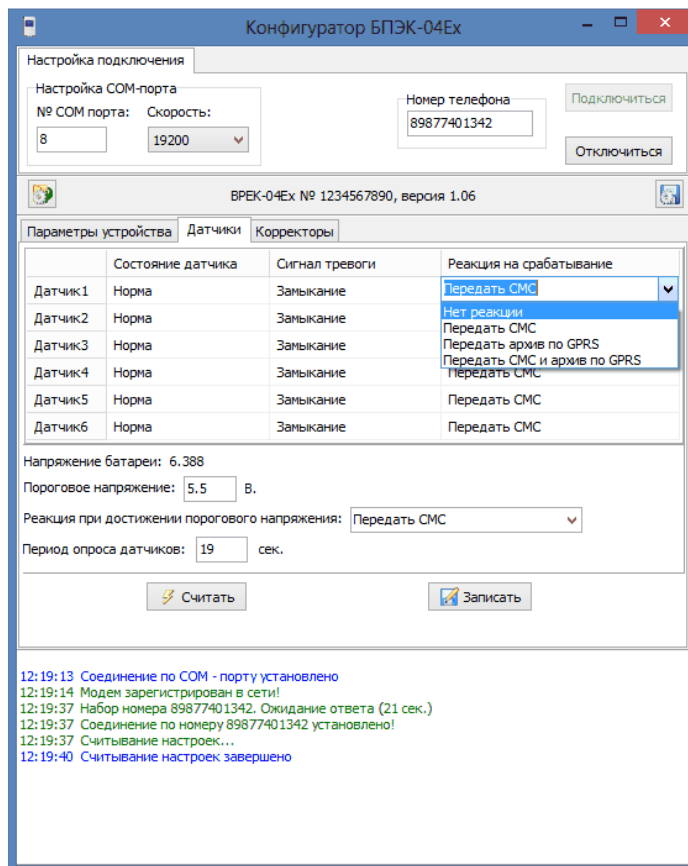 Конфигуратор БПЭК-04Ех
Настройка подключения
Настройка COM-порта
Номер телефона
Подключиться
№ COM порта: Скорость:
89877401342
8 19200
Отключиться
BPEK-04Ex № 1234567890, версия 1.06
Параметры устройства Датчики Корректоры
Состояние датчика Сигнал тревоги Реакция на срабатывание
Датчик1 Норма Замыкание Передать СМС
Нет реакции
Датчик2 Норма Замыкание Передать СМС
Датчик3 Норма Замыкание Передать архив по GPRS
Передать СМС и архив по GPRS
Датчик4 Норма Замыкание Передать СМС
Датчик5 Норма Замыкание Передать СМС
Датчик6 Норма Замыкание Передать СМС
Напряжение батареи: 6.388
Пороговое напряжение: 5.5 В.
Реакция при достижении порогового напряжения: Передать СМС
Период опроса датчиков: 19 сек.
Считать Записать
12:19:13 Соединение по COM - порту установлено
12:19:14 Модем зарегистрирован в сети!
12:19:37 Набор номера 89877401342. Ожидание ответа (21 сек.)
12:19:37 Соединение по номеру 89877401342 установлено!
12:19:37 Считывание настроек...
12:19:40 Считывание настроек завершено